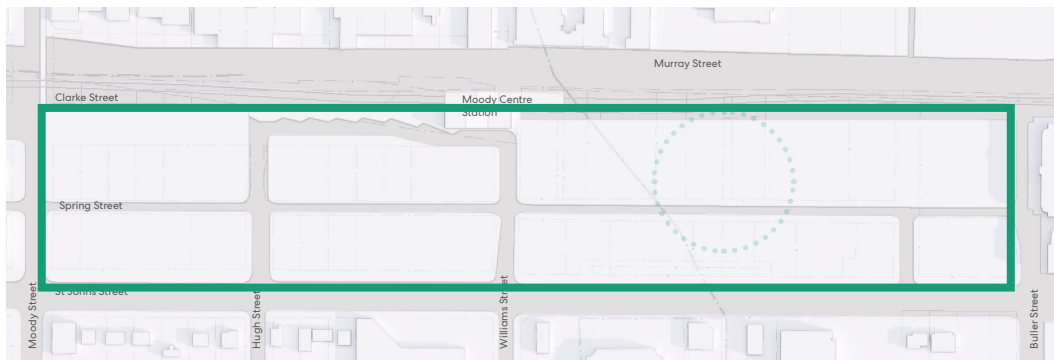 Murray Street
Clarke Street
Moody Centre
Station
Spring Street
St Johns Street
Moody Street
Hugh Street
Williams Street
Buller Street